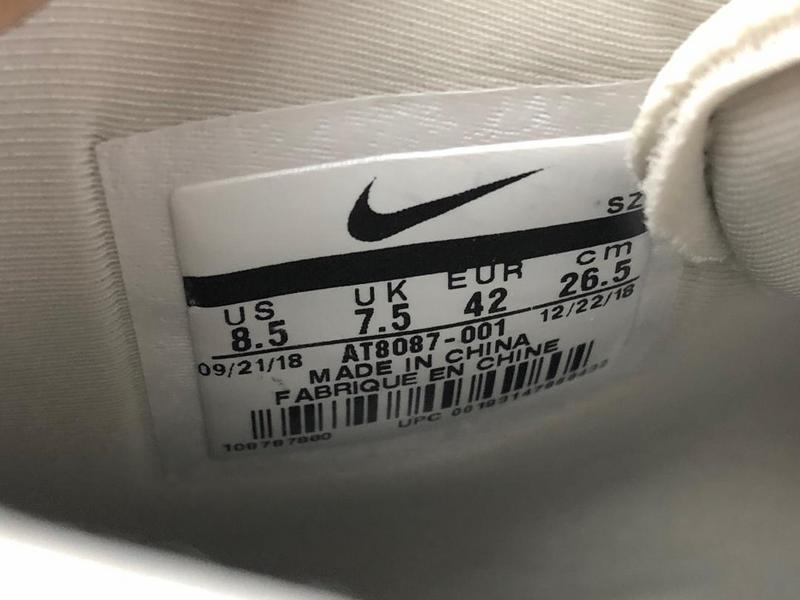 SZ
US UK EUR cm
8.5 7.5 42 26.5
09/21/18 AT8087-001 12/22/18
MADE IN CHINA
FABRIQUE EN CHINE
UPC